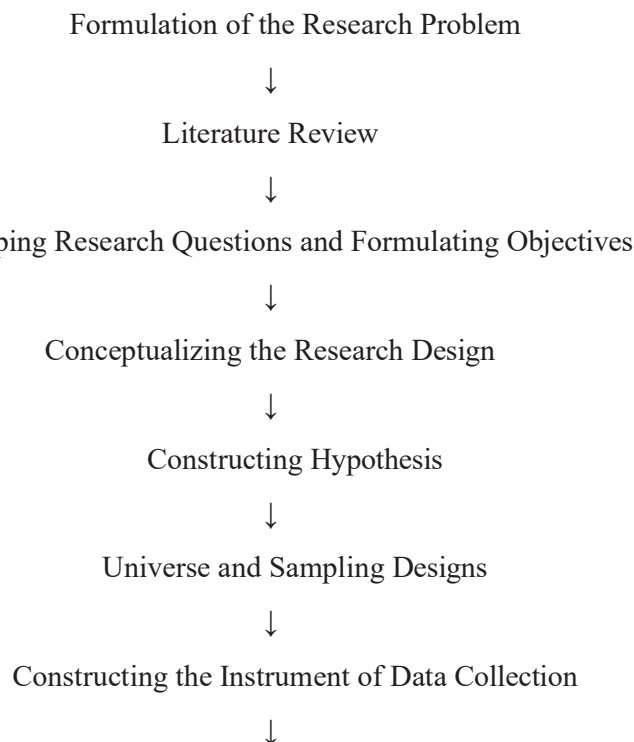 Formulation of the Research Problem
↓
Literature Review
↓
ping Research Questions and Formulating Objectives
↓
Conceptualizing the Research Design
↓
Constructing Hypothesis
↓
Universe and Sampling Designs
↓
Constructing the Instrument of Data Collection
↓